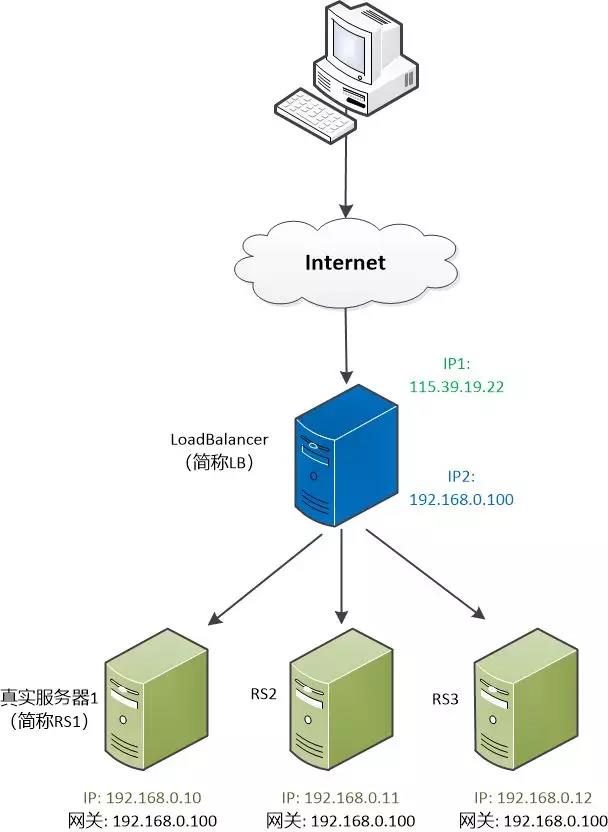 Internet
IP1:
115.39.19.22
LoadBalancer
（简称LB）
IP2:
192.168.0.100
真实服务器1
（简称RS1）
RS2
RS3
IP: 192.168.0.10
网关: 192.168.0.100
IP: 192.168.0.11
网关: 192.168.0.100
IP: 192.168.0.12
网关: 192.168.0.100